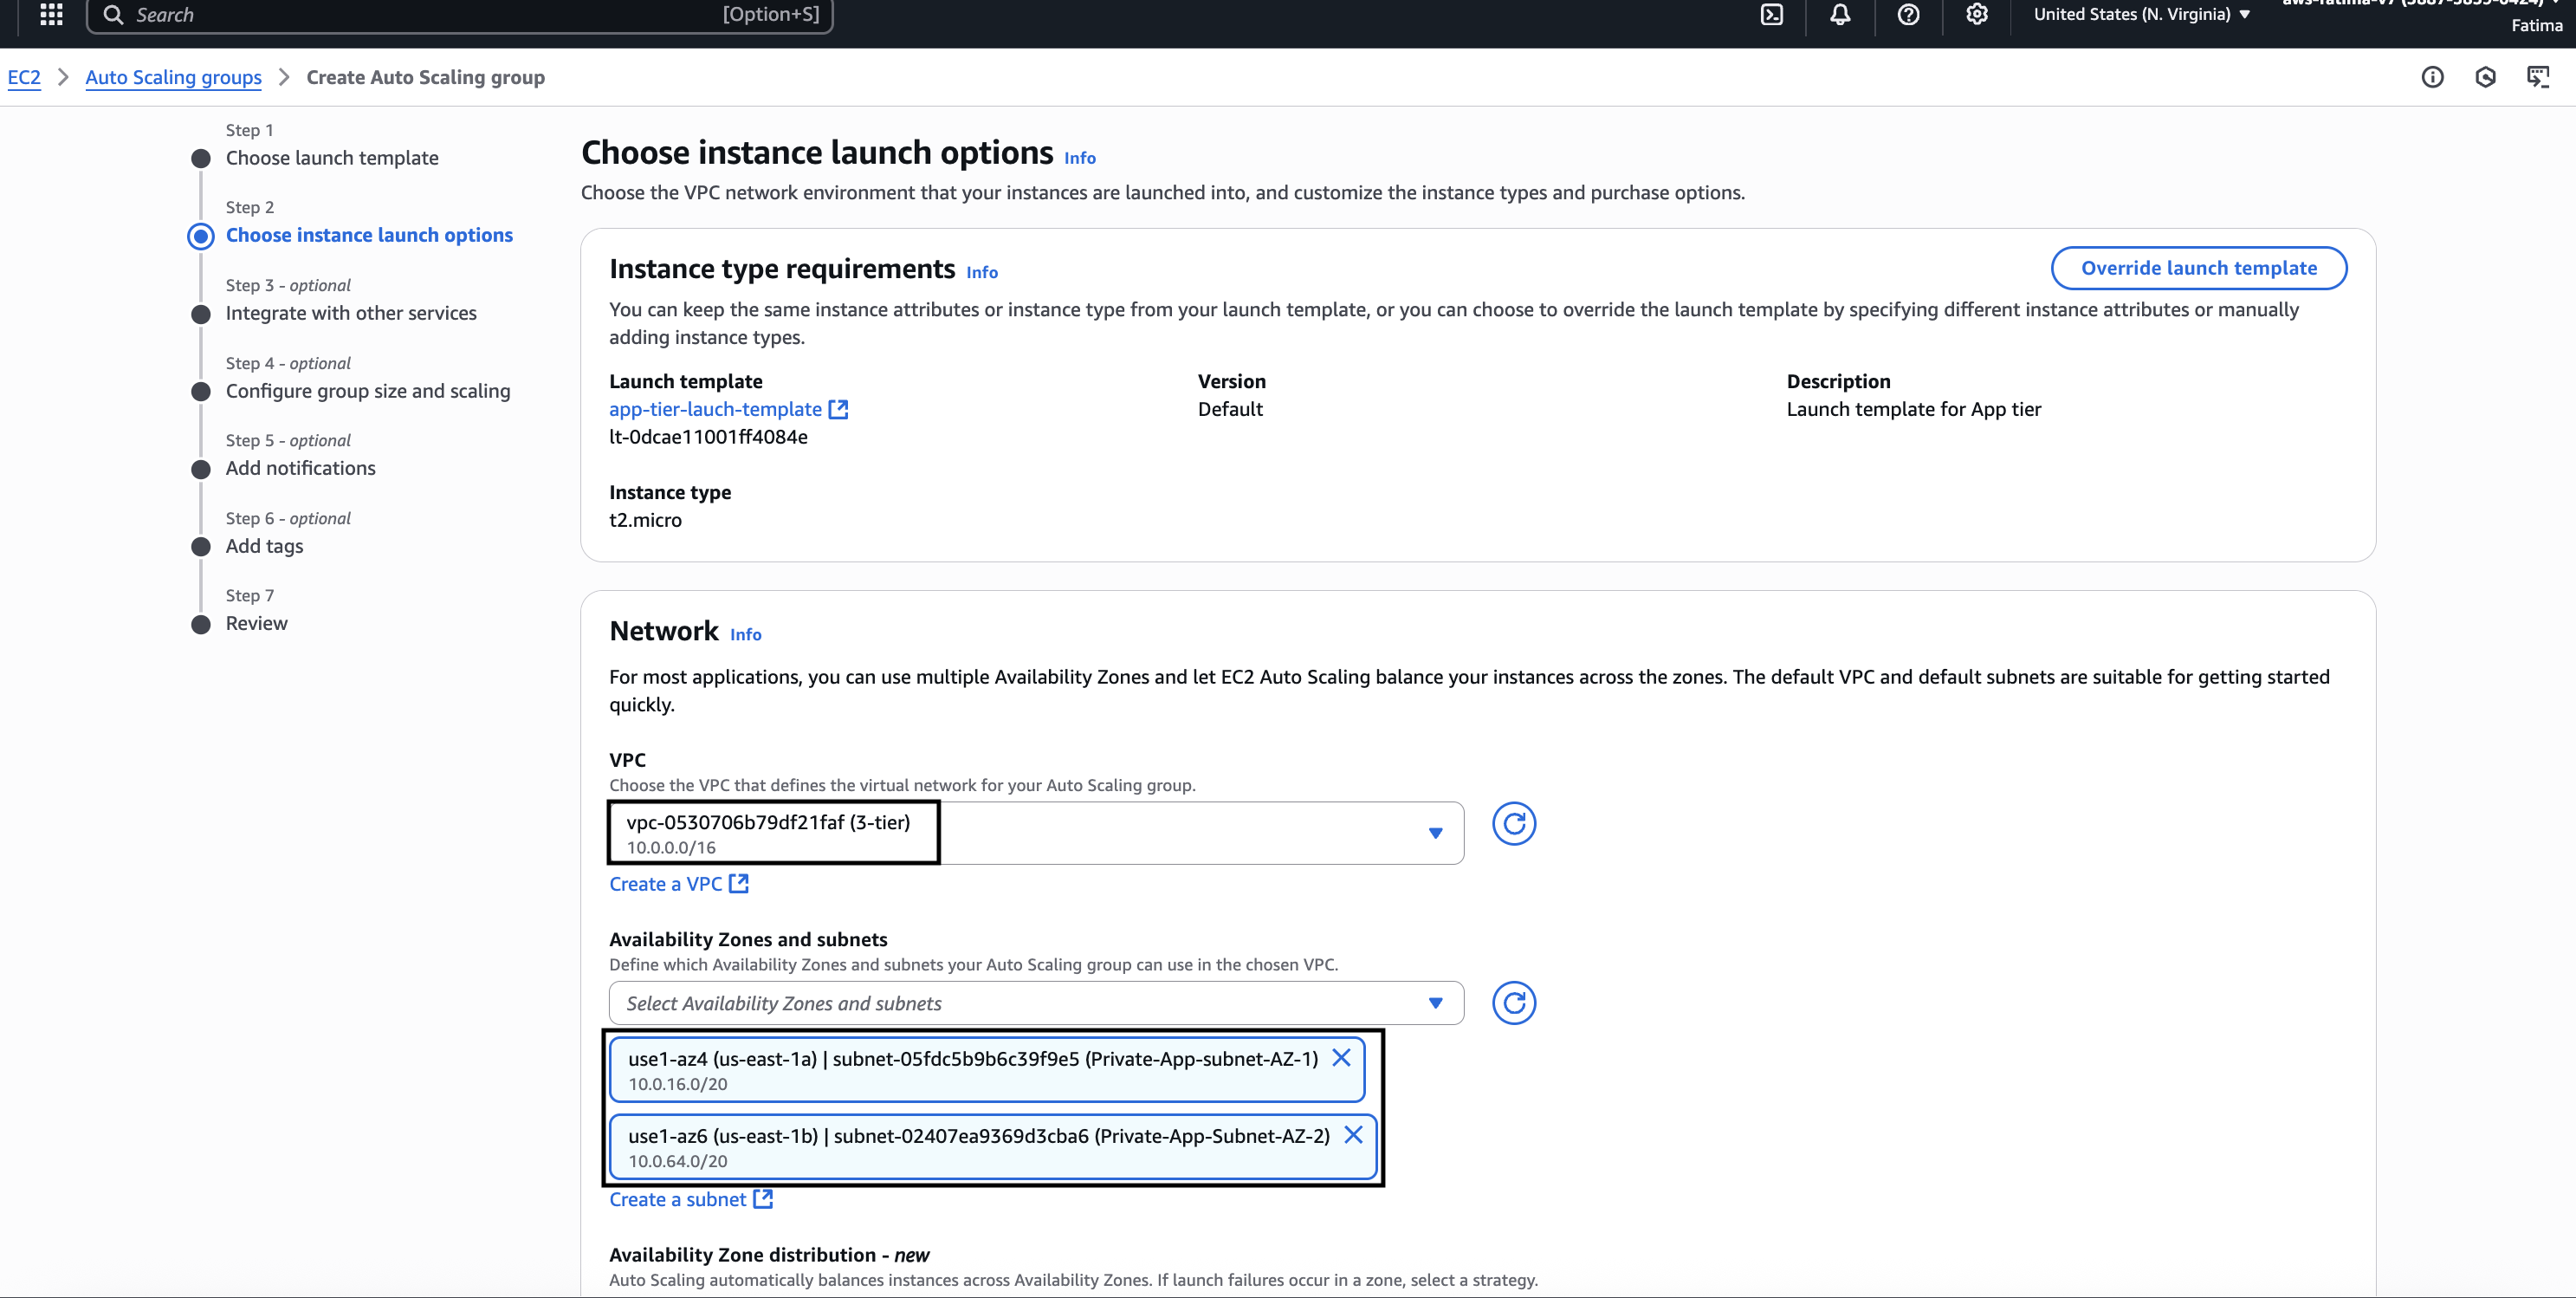 Search [Option+S]
United States (N. Virginia)
Fatima
EC2 > Auto Scaling groups > Create Auto Scaling group
Step 1
Choose launch template
Step 2
Choose instance launch options
Step 3 - optional
Integrate with other services
Step 4 - optional
Configure group size and scaling
Step 5 - optional
Add notifications
Step 6 - optional
Add tags
Step 7
Review
Choose instance launch options Info
Choose the VPC network environment that your instances are launched into, and customize the instance types and purchase options.
Instance type requirements Info
Override launch template
You can keep the same instance attributes or instance type from your launch template, or you can choose to override the launch template by specifying different instance attributes or manually
adding instance types.
Launch template
app-tier-lauch-template
lt-0dcae11001ff4084e
Version
Default
Description
Launch template for App tier
Instance type
t2.micro
Network Info
For most applications, you can use multiple Availability Zones and let EC2 Auto Scaling balance your instances across the zones. The default VPC and default subnets are suitable for getting started
quickly.
VPC
Choose the VPC that defines the virtual network for your Auto Scaling group.
vpc-0530706b79df21faf (3-tier)
10.0.0.0/16
Create a VPC
Availability Zones and subnets
Define which Availability Zones and subnets your Auto Scaling group can use in the chosen VPC.
Select Availability Zones and subnets
use1-az4 (us-east-1a) | subnet-05fdc5b9b6c39f9e5 (Private-App-subnet-AZ-1)
10.0.16.0/20
use1-az6 (us-east-1b) | subnet-02407ea9369d3cba6 (Private-App-Subnet-AZ-2)
10.0.64.0/20
Create a subnet
Availability Zone distribution - new
Auto Scaling automatically balances instances across Availability Zones. If launch failures occur in a zone, select a strategy.